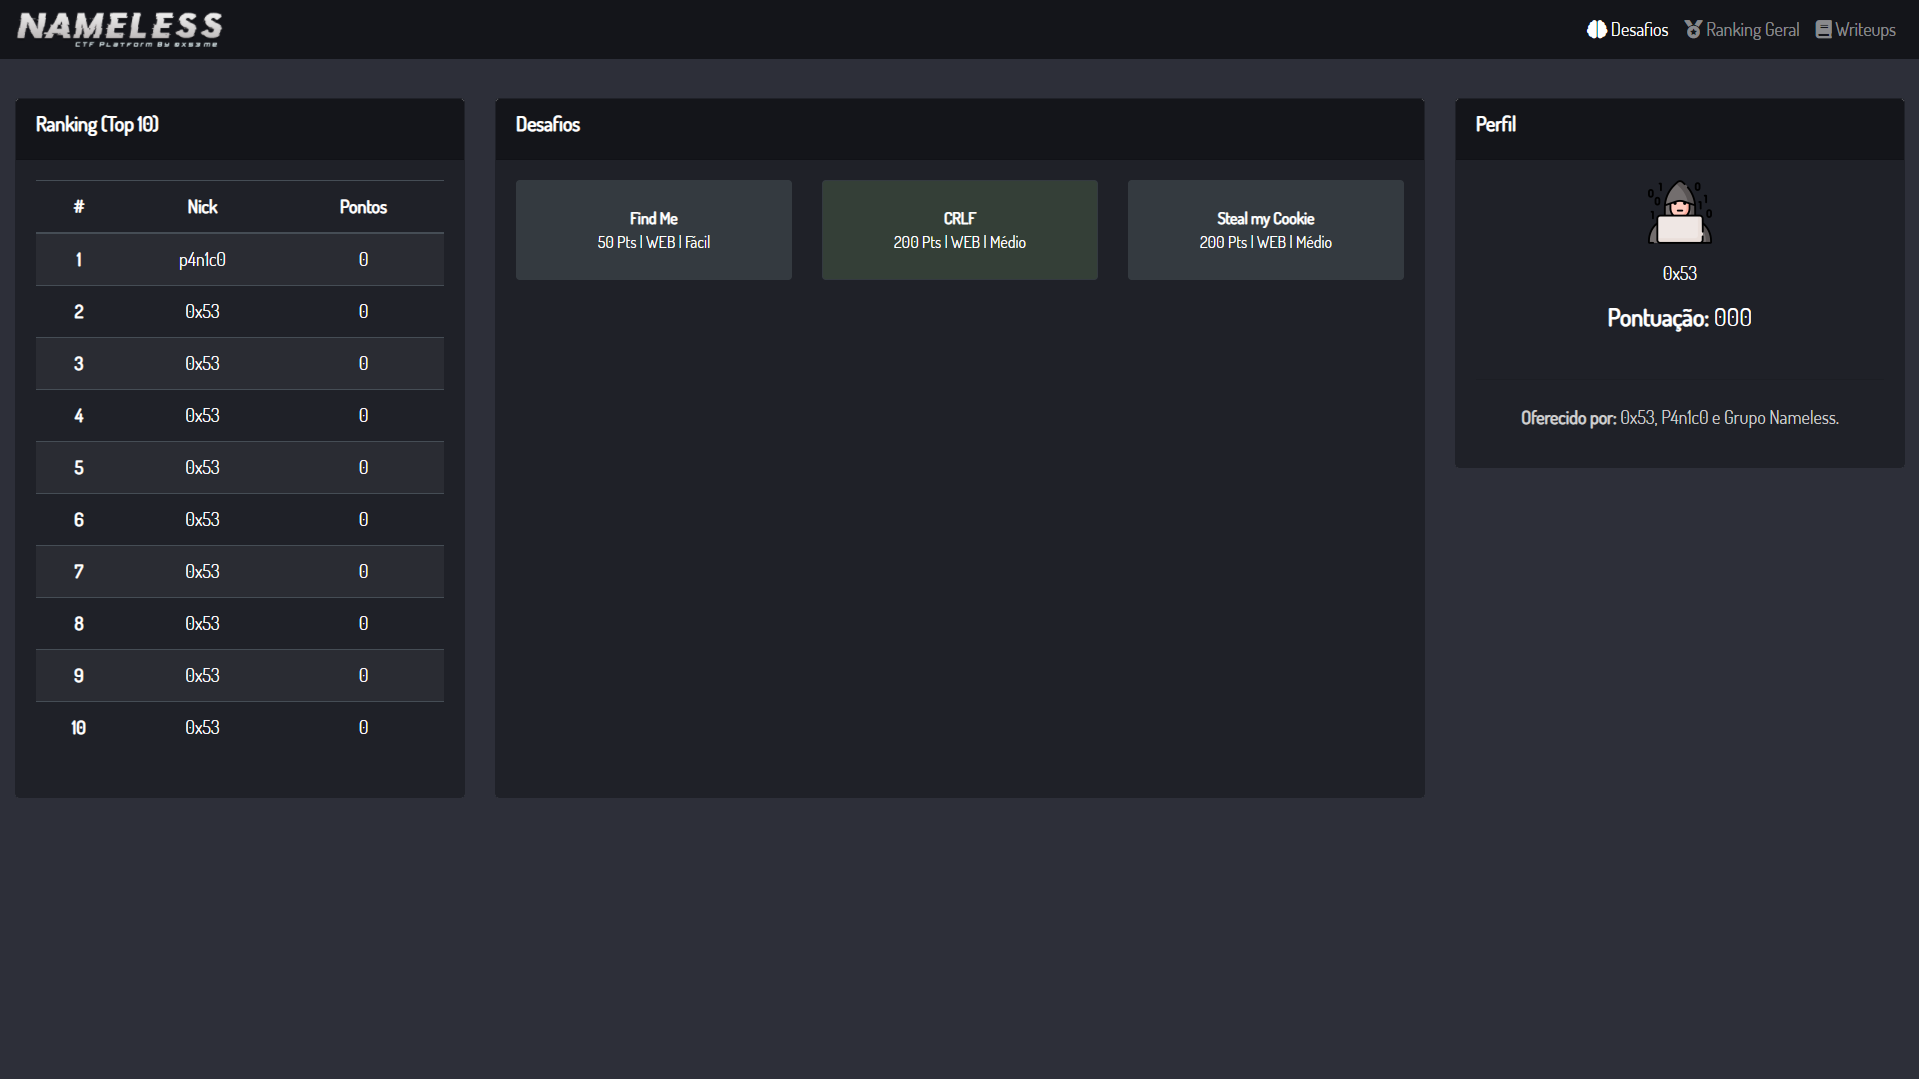 NAMELESS
CTF Platform By 0x53me
Desafios Ranking Geral Writeups
Ranking (Top 10)
# Nick Pontos
1 p4n1c0 0
2 0x53 0
3 0x53 0
4 0x53 0
5 0x53 0
6 0x53 0
7 0x53 0
8 0x53 0
9 0x53 0
10 0x53 0
Desafios
Find Me
50 Pts | WEB | Fácil
CRLF
200 Pts | WEB | Médio
Steal my Cookie
200 Pts | WEB | Médio
Perfil
0x53
Pontuação: 000
Oferecido por: 0x53, P4n1c0 e Grupo Nameless.